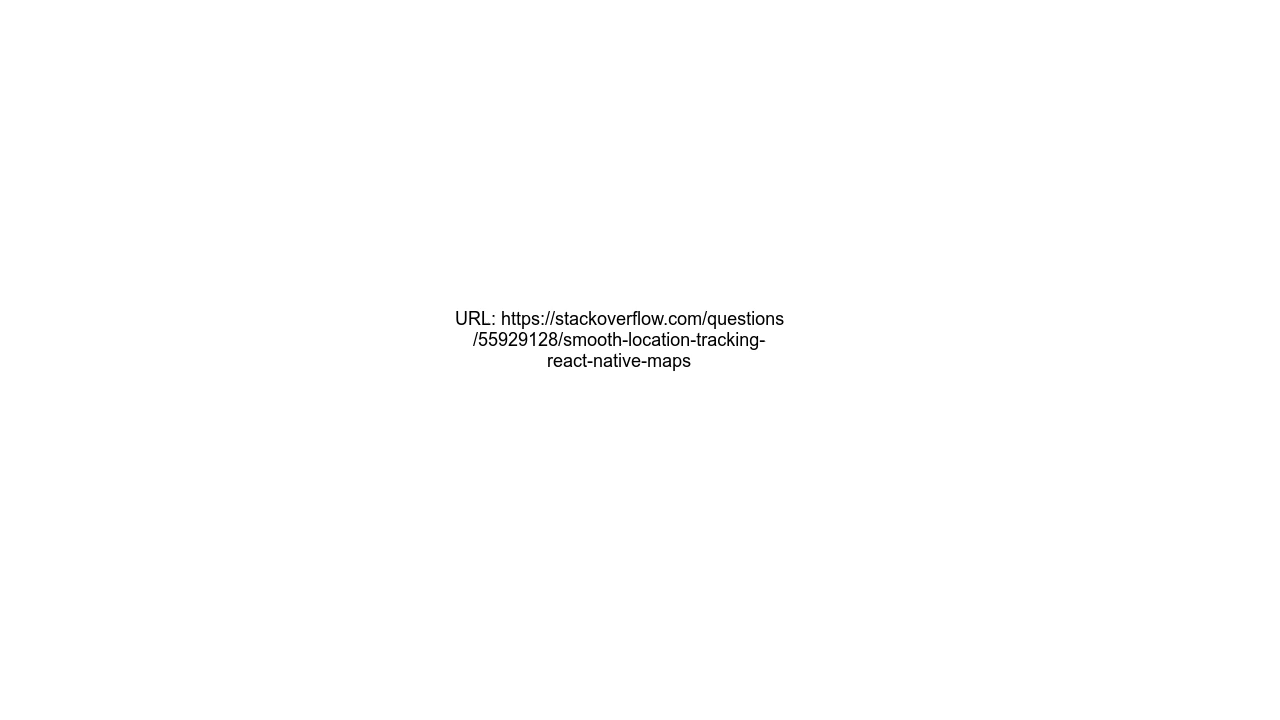 URL: https://stackoverflow.com/questions
/55929128/smooth-location-tracking-
react-native-maps